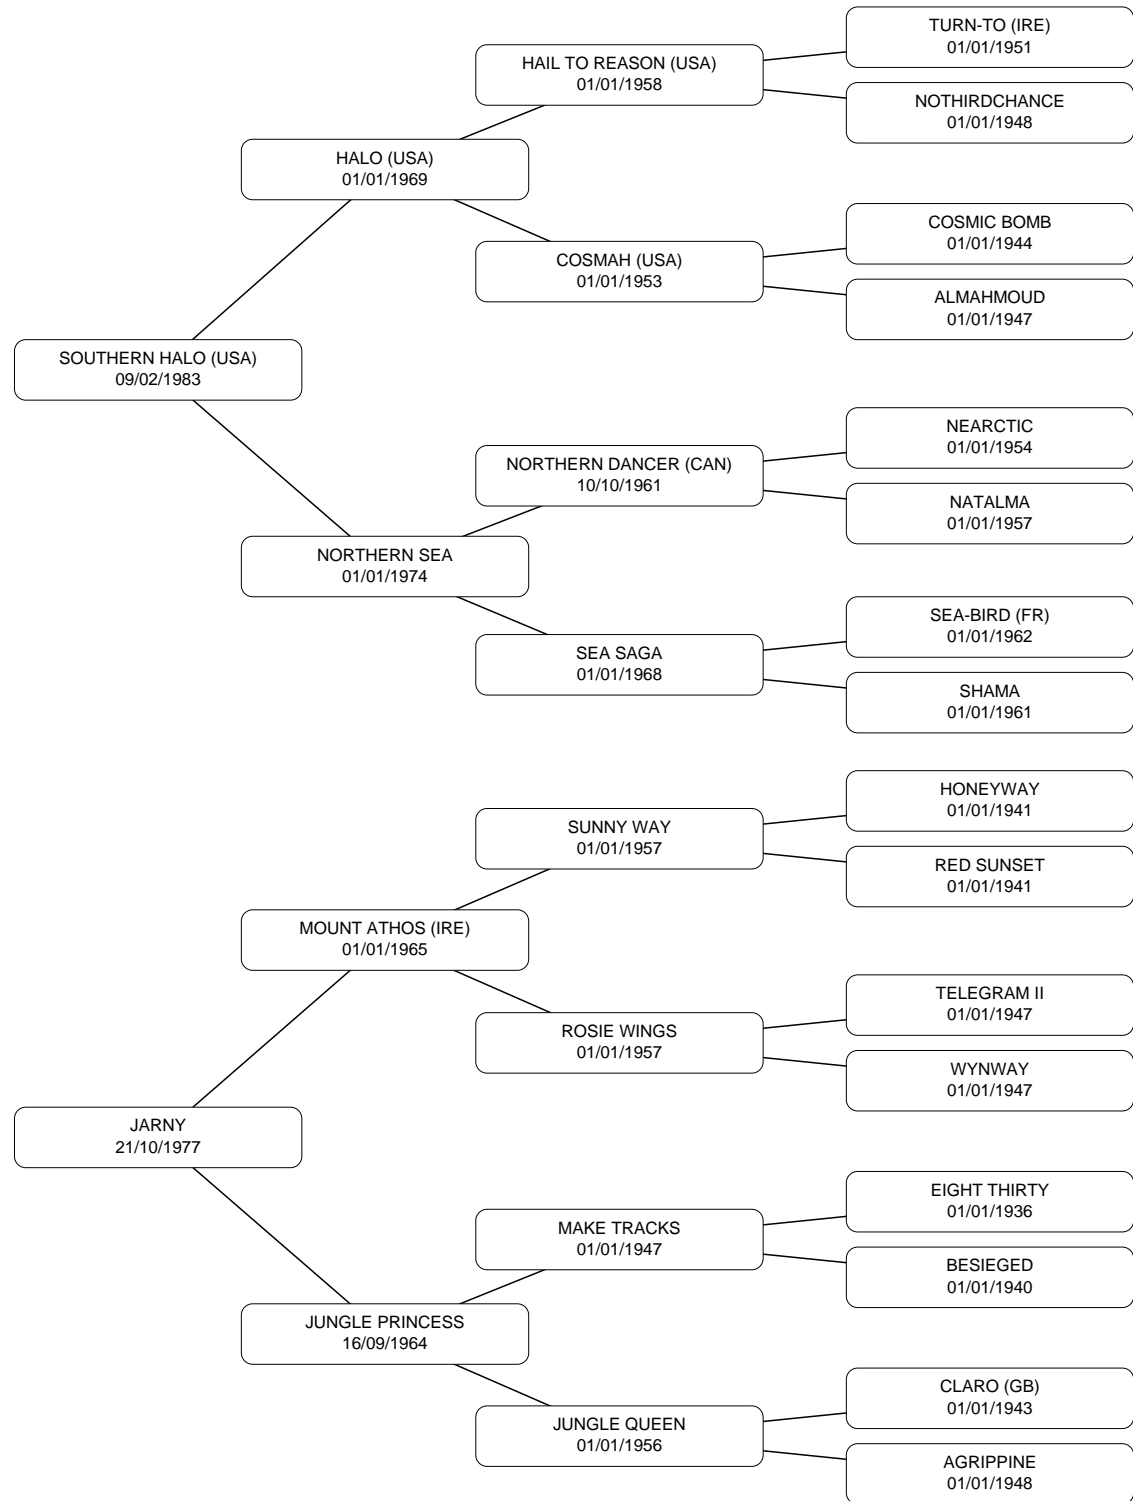 TURN-TO (IRE)
01/01/1951
HAIL TO REASON (USA)
01/01/1958
NOTHIRDCHANCE
01/01/1948
HALO (USA)
01/01/1969
COSMIC BOMB
01/01/1944
COSMAH (USA)
01/01/1953
ALMAHMOUD
01/01/1947
SOUTHERN HALO (USA)
09/02/1983
NEARCTIC
01/01/1954
NORTHERN DANCER (CAN)
10/10/1961
NATALMA
01/01/1957
NORTHERN SEA
01/01/1974
SEA-BIRD (FR)
01/01/1962
SEA SAGA
01/01/1968
SHAMA
01/01/1961
HONEYWAY
01/01/1941
SUNNY WAY
01/01/1957
RED SUNSET
01/01/1941
MOUNT ATHOS (IRE)
01/01/1965
TELEGRAM II
01/01/1947
ROSIE WINGS
01/01/1957
WYNWAY
01/01/1947
JARNY
21/10/1977
EIGHT THIRTY
01/01/1936
MAKE TRACKS
01/01/1947
BESIEGED
01/01/1940
JUNGLE PRINCESS
16/09/1964
CLARO (GB)
01/01/1943
JUNGLE QUEEN
01/01/1956
AGRIPPINE
01/01/1948